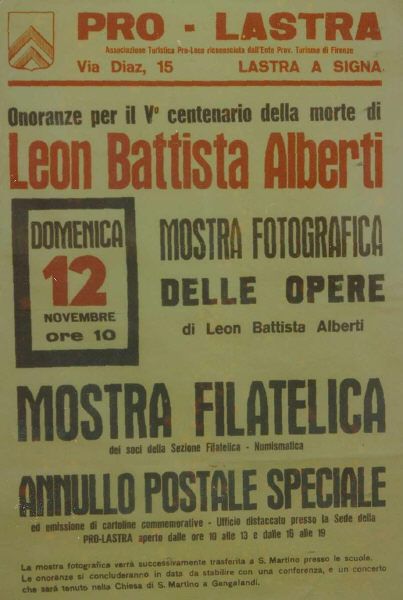 PRO - LASTRA
Associazione Turistica Pro-Loco riconosciuta dall'Ente Prov. Turismo di Firenze
Via Diaz, 15 LASTRA A SIGNA
Onoranze per il Vº centenario della morte di
Leon Battista Alberti
DOMENICA
12
NOVEMBRE
ore 10
MOSTRA FOTOGRAFICA
DELLE OPERE
di Leon Battista Alberti
MOSTRA FILATELICA
dei soci della Sezione Filatelica - Numismatica
ANNULLO POSTALE SPECIALE
ed emissione di cartoline commemorative - Ufficio distaccato presso la Sede della
PRO-LASTRA aperto dalle ore 10 alle 13 e dalle 16 alle 19
La mostra fotografica verrà successivamente trasferita a S. Martino presso le scuole.
Le onoranze si concluderanno in data da stabilire con una conferenza, e un concerto
che sarà tenuto nella Chiesa di S. Martino a Gangalandi.